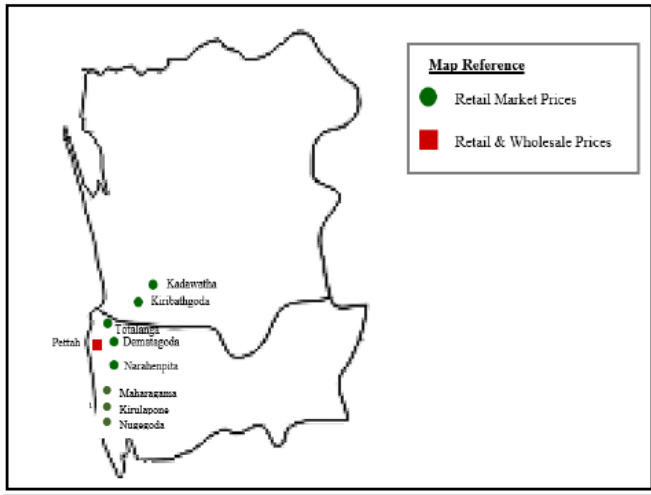 Map Reference
Retail Market Prices
Retail & Wholesale Prices
Kadawatha
Kiribathgoda
Totalanga
Pettah
Dematagoda
Narahenpita
Maharagama
Kirulapone
Nugegoda